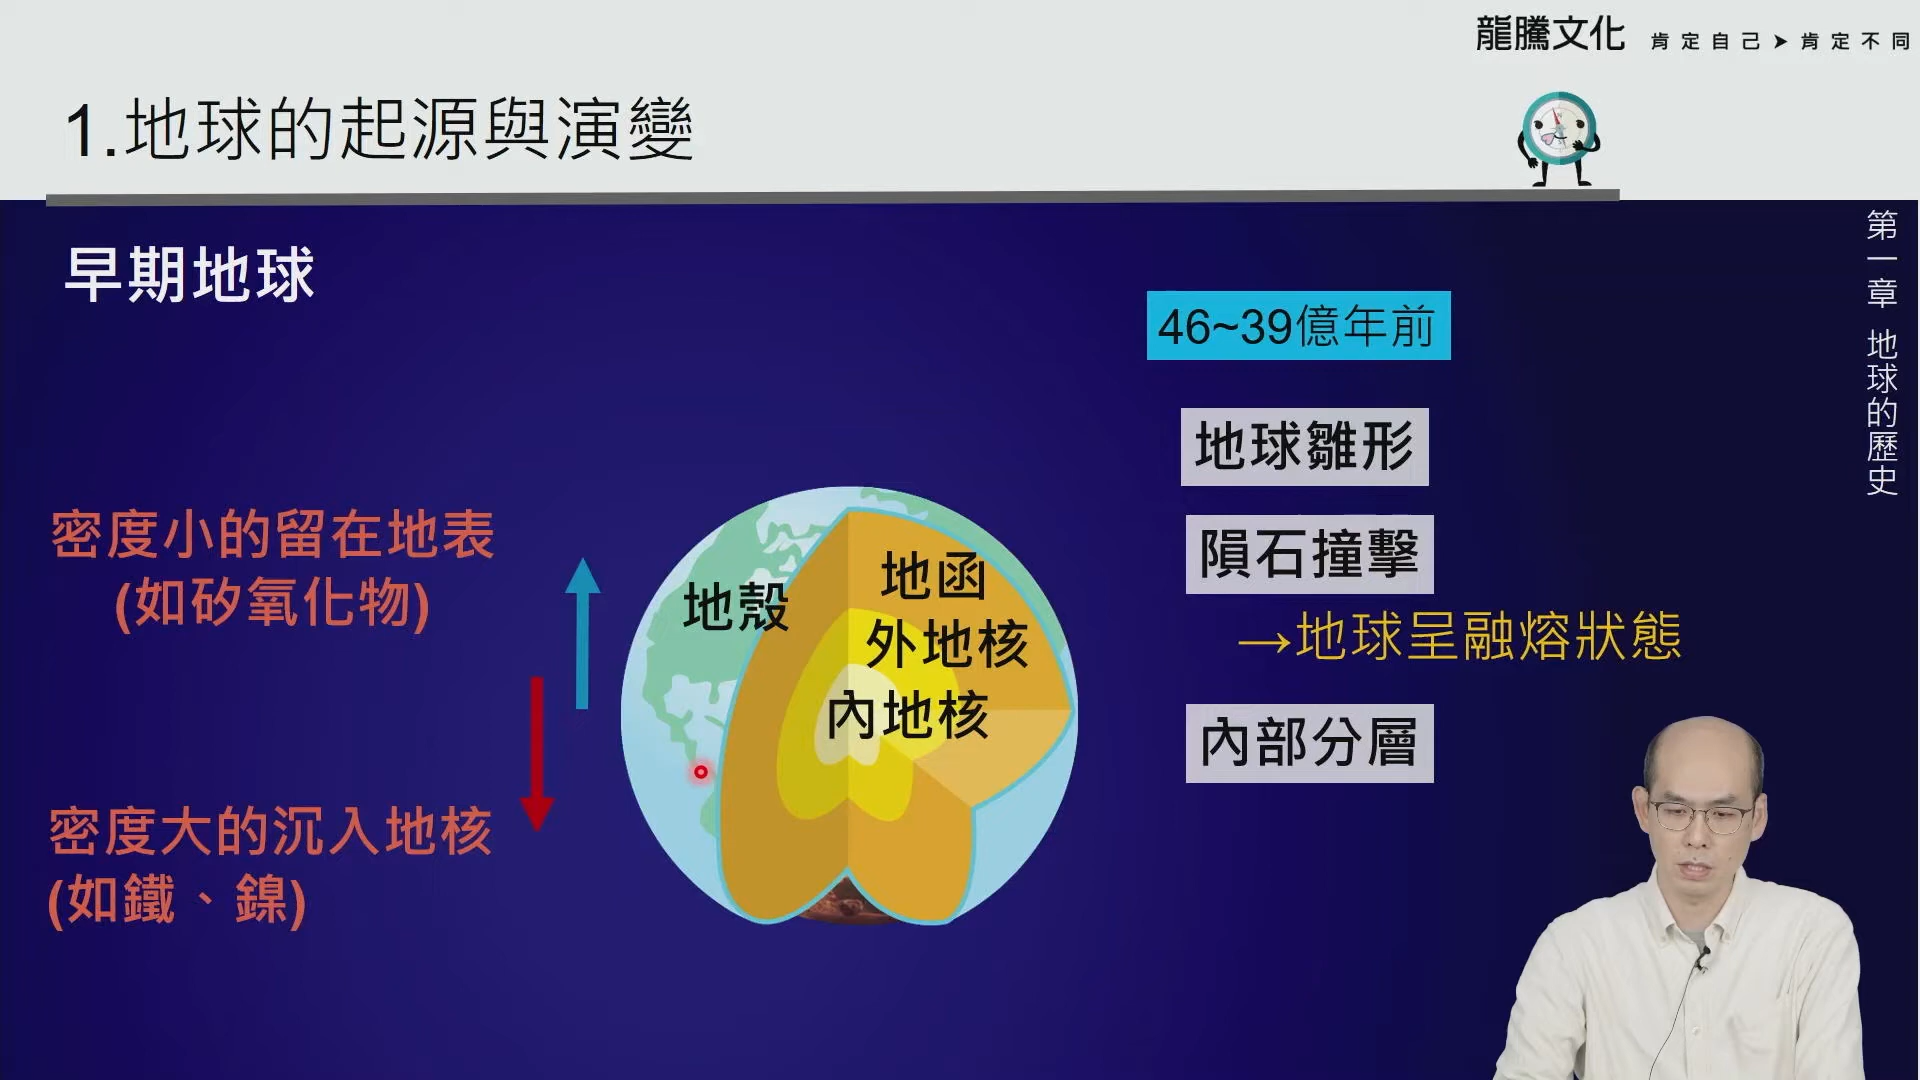 龍騰文化 肯定自己➤肯定不同
1.地球的起源與演變
第一章 地球的歷史
早期地球
46~39億年前
地球雛形
隕石撞擊
→地球呈融熔狀態
內部分層
密度小的留在地表
(如矽氧化物)
密度大的沉入地核
(如鐵、鎳)
地殼
地函
外地核
內地核